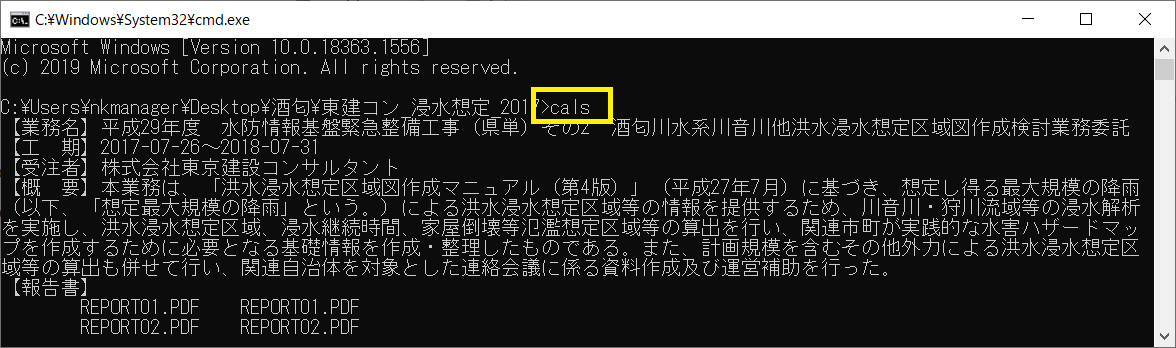 C:¥Windows¥System32¥cmd.exe
Microsoft Windows [Version 10.0.18363.1556]
(c) 2019 Microsoft Corporation. All rights reserved.
C:¥Users¥nkmanager¥Desktop¥酒匂¥東建コン_浸水想定_2017>cals
【業務名】平成29年度　水防情報基盤緊急整備工事（県単）その2　酒匂川水系川音川他洪水浸水想定区域図作成検討業務委託
【工　期】2017-07-26～2018-07-31
【受注者】株式会社東京建設コンサルタント
【概　要】本業務は、「洪水浸水想定区域図作成マニュアル（第4版）」（平成27年7月）に基づき、想定し得る最大規模の降雨
（以下、「想定最大規模の降雨」という。）による洪水浸水想定区域等の情報を提供するため、川音川・狩川流域等の浸水解析
を実施し、洪水浸水想定区域、浸水継続時間、家屋倒壊等氾濫想定区域等の算出を行い、関連市町が実践的な水害ハザードマッ
プを作成するために必要となる基礎情報を作成・整理したものである。また、計画規模を含むその他外力による洪水浸水想定区
域等の算出も併せて行い、関連自治体を対象とした連絡会議に係る資料作成及び運営補助を行った。
【報告書】
REPORT01.PDF　　REPORT01.PDF
REPORT02.PDF　　REPORT02.PDF